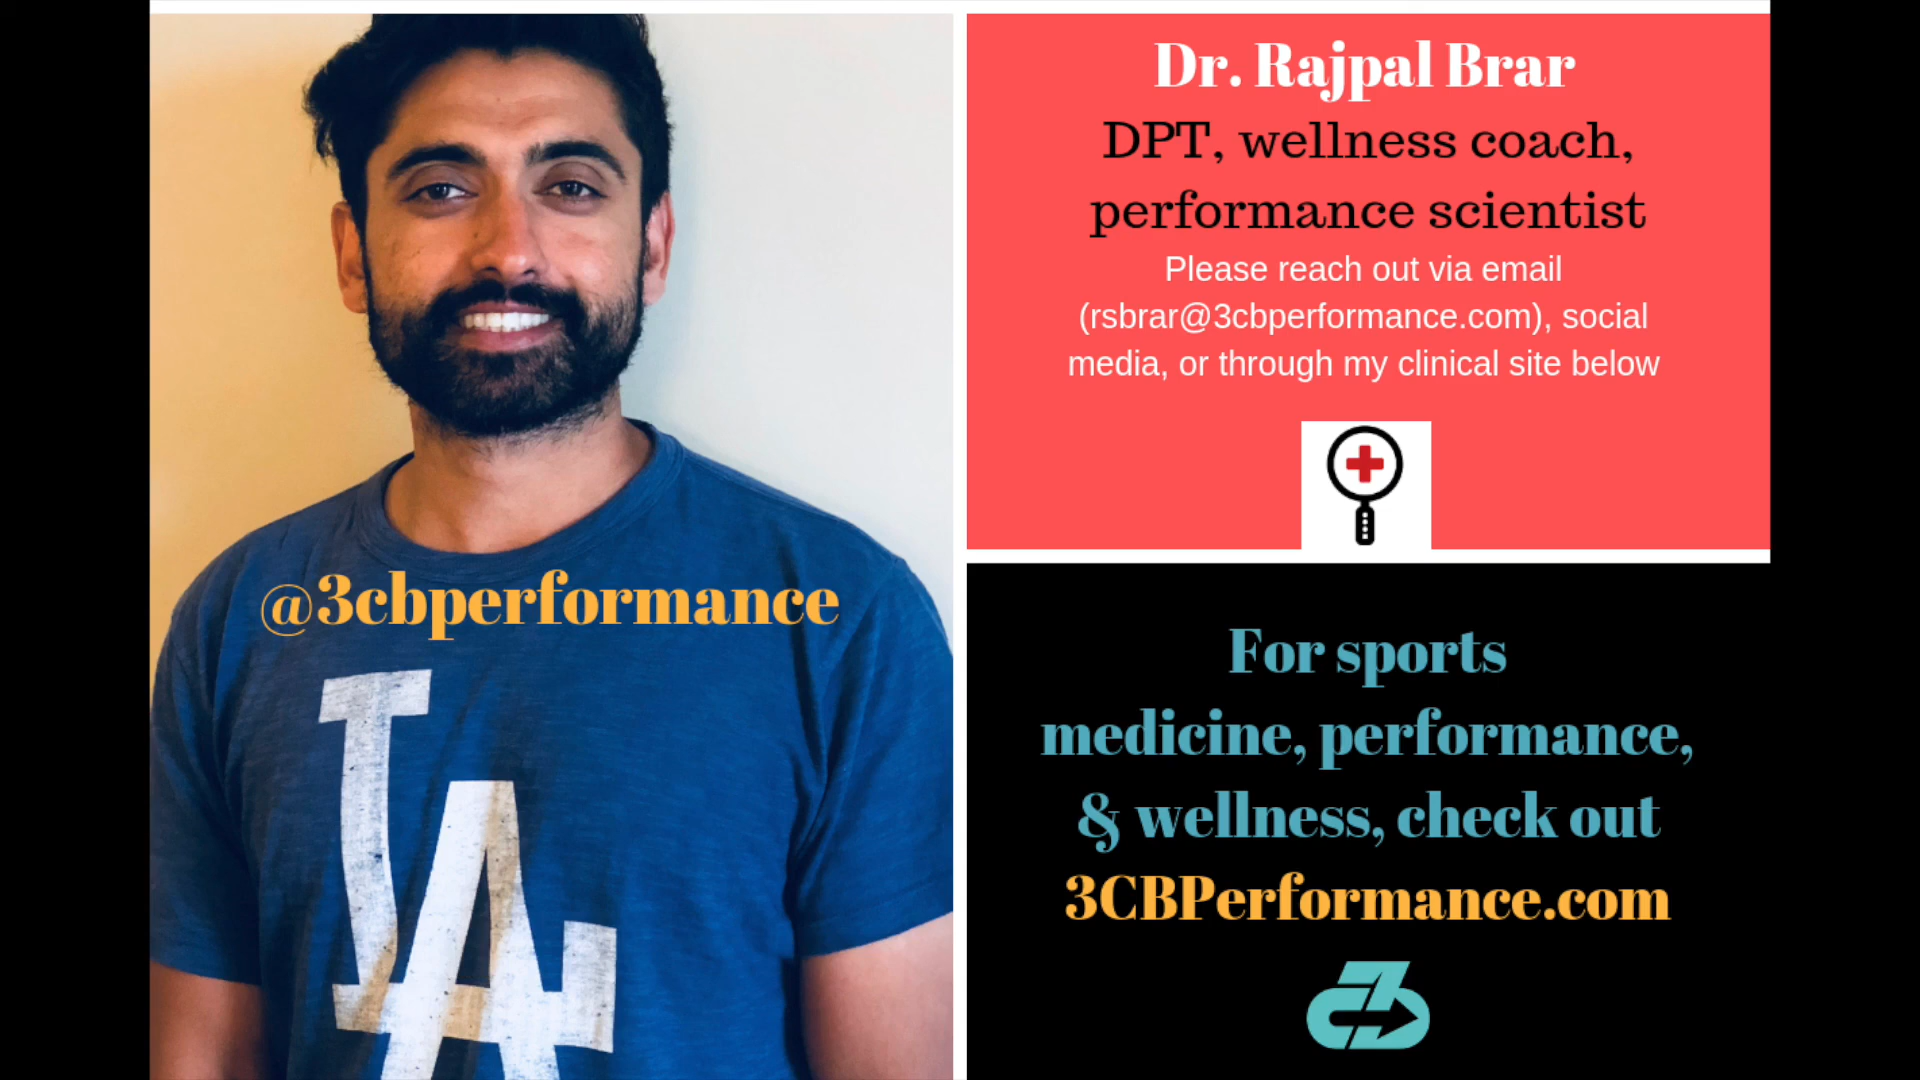 Dr. Rajpal Brar
DPT, wellness coach,
performance scientist
Please reach out via email
(rsbrar@3cbperformance.com), social
media, or through my clinical site below
@3cbperformance
LA
For sports
medicine, performance,
& wellness, check out
3CBPerformance.com